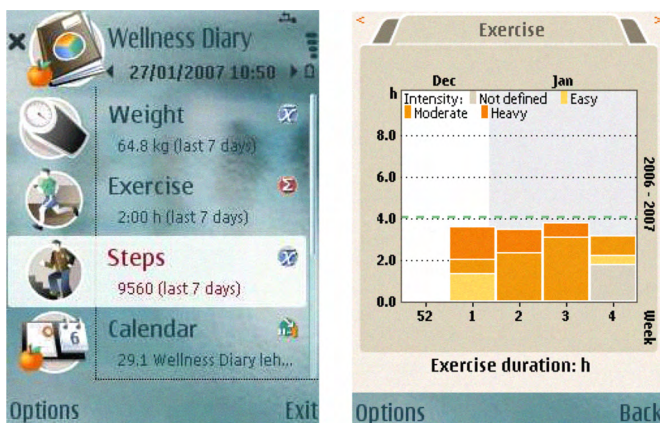 Wellness Diary
27/01/2007 10:50
Weight
64.8 kg (last 7 days)
Exercise
2:00 h (last 7 days)
Steps
9560 (last 7 days)
Calendar
29.1 Wellness Diary leh...
Options Exit
Exercise
Dec Jan
h
Intensity: Not defined Easy
Moderate Heavy
8.0
6.0
4.0
2.0
0.0
52 1 2 3 4
2006 - 2007
Week
Exercise duration: h
Options Back